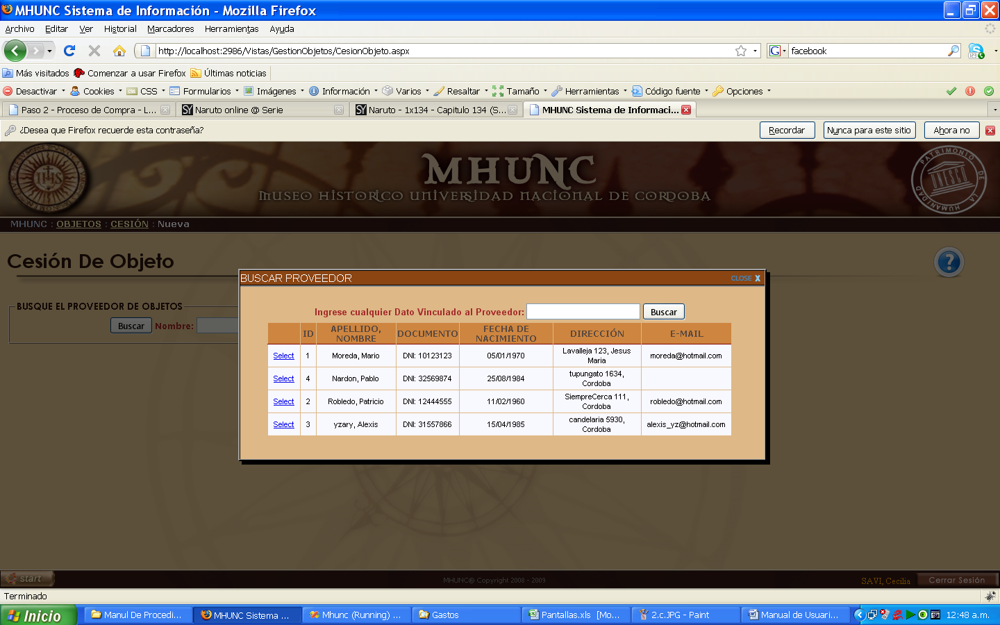 MHUNC Sistema de Información - Mozilla Firefox
Archivo Editar Ver Historial Marcadores Herramientas Ayuda
http://localhost:2986/Vistas/GestionObjetos/CesionObjeto.aspx
G facebook
Más visitados Comenzar a usar Firefox Últimas noticias
Desactivar Cookies CSS Formularios Imágenes Información Varios Resaltar Tamaño Herramientas Código fuente Opciones
Paso 2 - Proceso de Compra - L... SY Naruto online @ Serie SY Naruto - 1x134 - Capitulo 134 (S... MHUNC Sistema de Informaci...
¿Desea que Firefox recuerde esta contraseña? Recordar Nunca para este sitio Ahora no
IHS
MHUNC
MUSEO HISTORICO UNIVERSIDAD NACIONAL DE CORDOBA
PATRIMONIO DE LA HUMANIDAD
UNESCO
MHUNC : OBJETOS : CESIÓN : Nueva
Cesión De Objeto
?
BUSQUE EL PROVEEDOR DE OBJETOS
Buscar Nombre:
BUSCAR PROVEEDOR CLOSE X
Ingrese cualquier Dato Vinculado al Proveedor: Buscar
ID APELLIDO, NOMBRE DOCUMENTO FECHA DE NACIMIENTO DIRECCIÓN E-MAIL
Select 1 Moreda, Mario DNI: 10123123 05/01/1970 Lavalleja 123, Jesus Maria moreda@hotmail.com
Select 4 Nardon, Pablo DNI: 32569874 25/08/1984 tupungato 1634, Cordoba
Select 2 Robledo, Patricio DNI: 12444555 11/02/1960 SiempreCerca 111, Cordoba robledo@hotmail.com
Select 3 yzary, Alexis DNI: 31557866 15/04/1985 candelaria 5930, Cordoba alexis_yz@hotmail.com
start MHUNC® Copyright 2008 - 2009 SAVI, Cecilia Cerrar Sesión
Terminado
Inicio Manul De Procedi... MHUNC Sistema ... Mhunc (Running) ... Gastos Pantallas.xls [Mo... 2.c.JPG - Paint Manual de Usuari... 12:48 a.m.